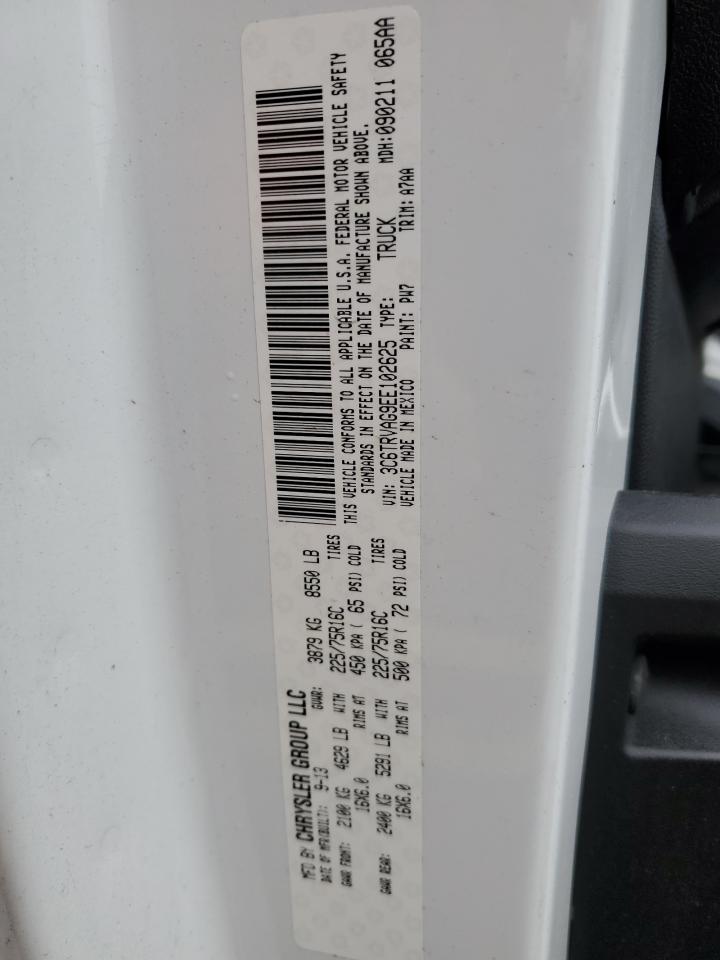 MFD BY CHRYSLER GROUP LLC
DATE OF MFR(BUILT): 9-13 GVWR: 3879 KG 8550 LB
GAWR FRONT: 2100 KG 4629 LB WITH 225/75R16C TIRES
16X6.0 RIMS AT 450 KPA ( 65 PSI) COLD
GAWR REAR: 2400 KG 5291 LB WITH 225/75R16C TIRES
16X6.0 RIMS AT 500 KPA ( 72 PSI) COLD
THIS VEHICLE CONFORMS TO ALL APPLICABLE U.S.A. FEDERAL MOTOR VEHICLE SAFETY
STANDARDS IN EFFECT ON THE DATE OF MANUFACTURE SHOWN ABOVE.
VIN: 3C6TRVAG9EE102625 TYPE: TRUCK MDH:090211 065AA
VEHICLE MADE IN MEXICO PAINT: PW7 TRIM: A7AA